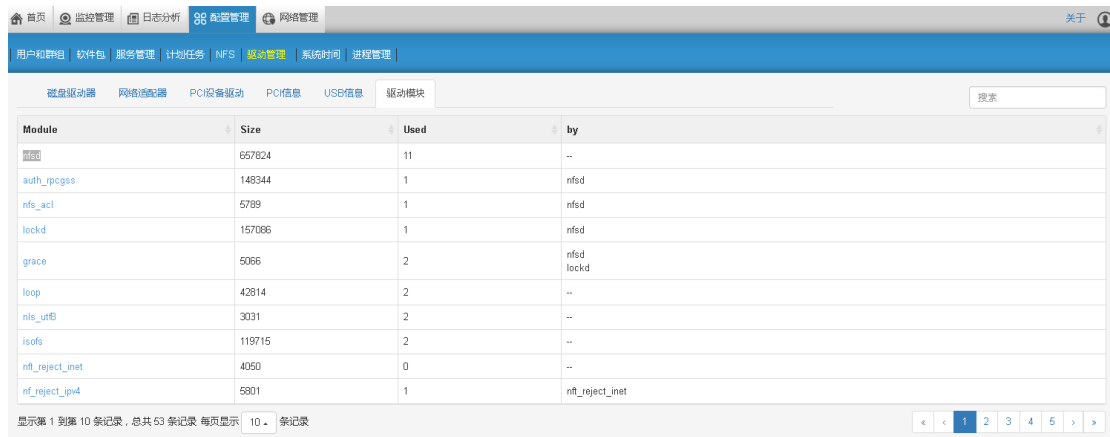 首页 监控管理 日志分析 配置管理 网络管理 关于
用户和群组 软件包 服务管理 计划任务 NFS 驱动管理 系统时间 进程管理
磁盘驱动器 网络适配器 PCI设备驱动 PCI信息 USB信息 驱动模块 搜索
Module Size Used by
nfsd 657824 11 --
auth_rpcgss 148344 1 nfsd
nfs_acl 5789 1 nfsd
lockd 157086 1 nfsd
grace 5066 2 nfsd
lockd
loop 42814 2 --
nls_utf8 3031 2 --
isofs 119715 2 --
nft_reject_inet 4050 0 --
nf_reject_ipv4 5801 1 nft_reject_inet
显示第 1 到第 10 条记录，总共 53 条记录 每页显示 10 条记录 « ‹ 1 2 3 4 5 › »